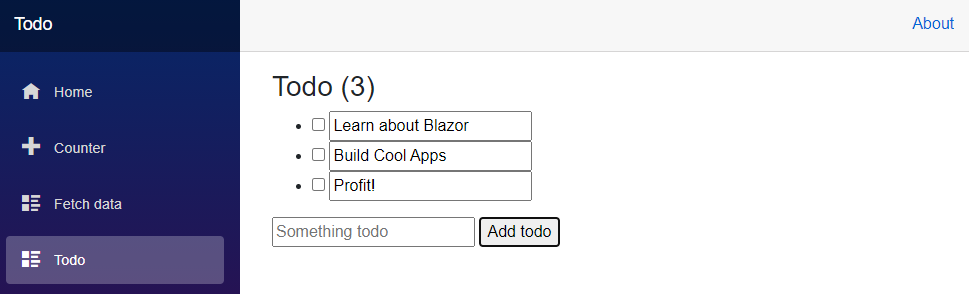 Todo
About
Home
Counter
Fetch data
Todo
Todo (3)
Learn about Blazor
Build Cool Apps
Profit!
Something todo
Add todo